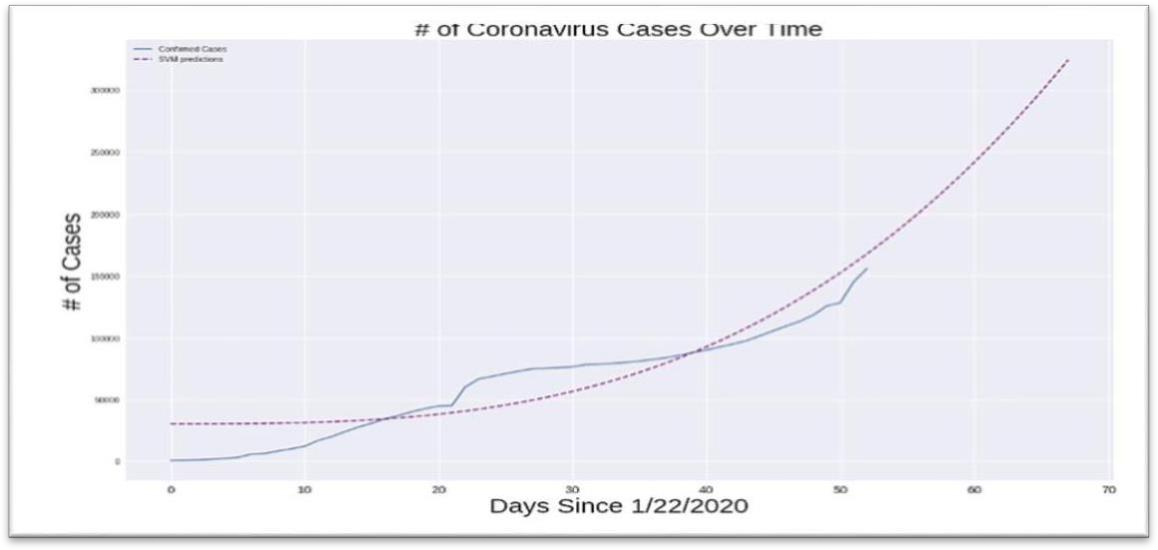 # of Coronavirus Cases Over Time
Confirmed Cases
SVM predictions
300000
250000
200000
150000
100000
50000
0
# of Cases
0 10 20 30 40 50 60 70
Days Since 1/22/2020